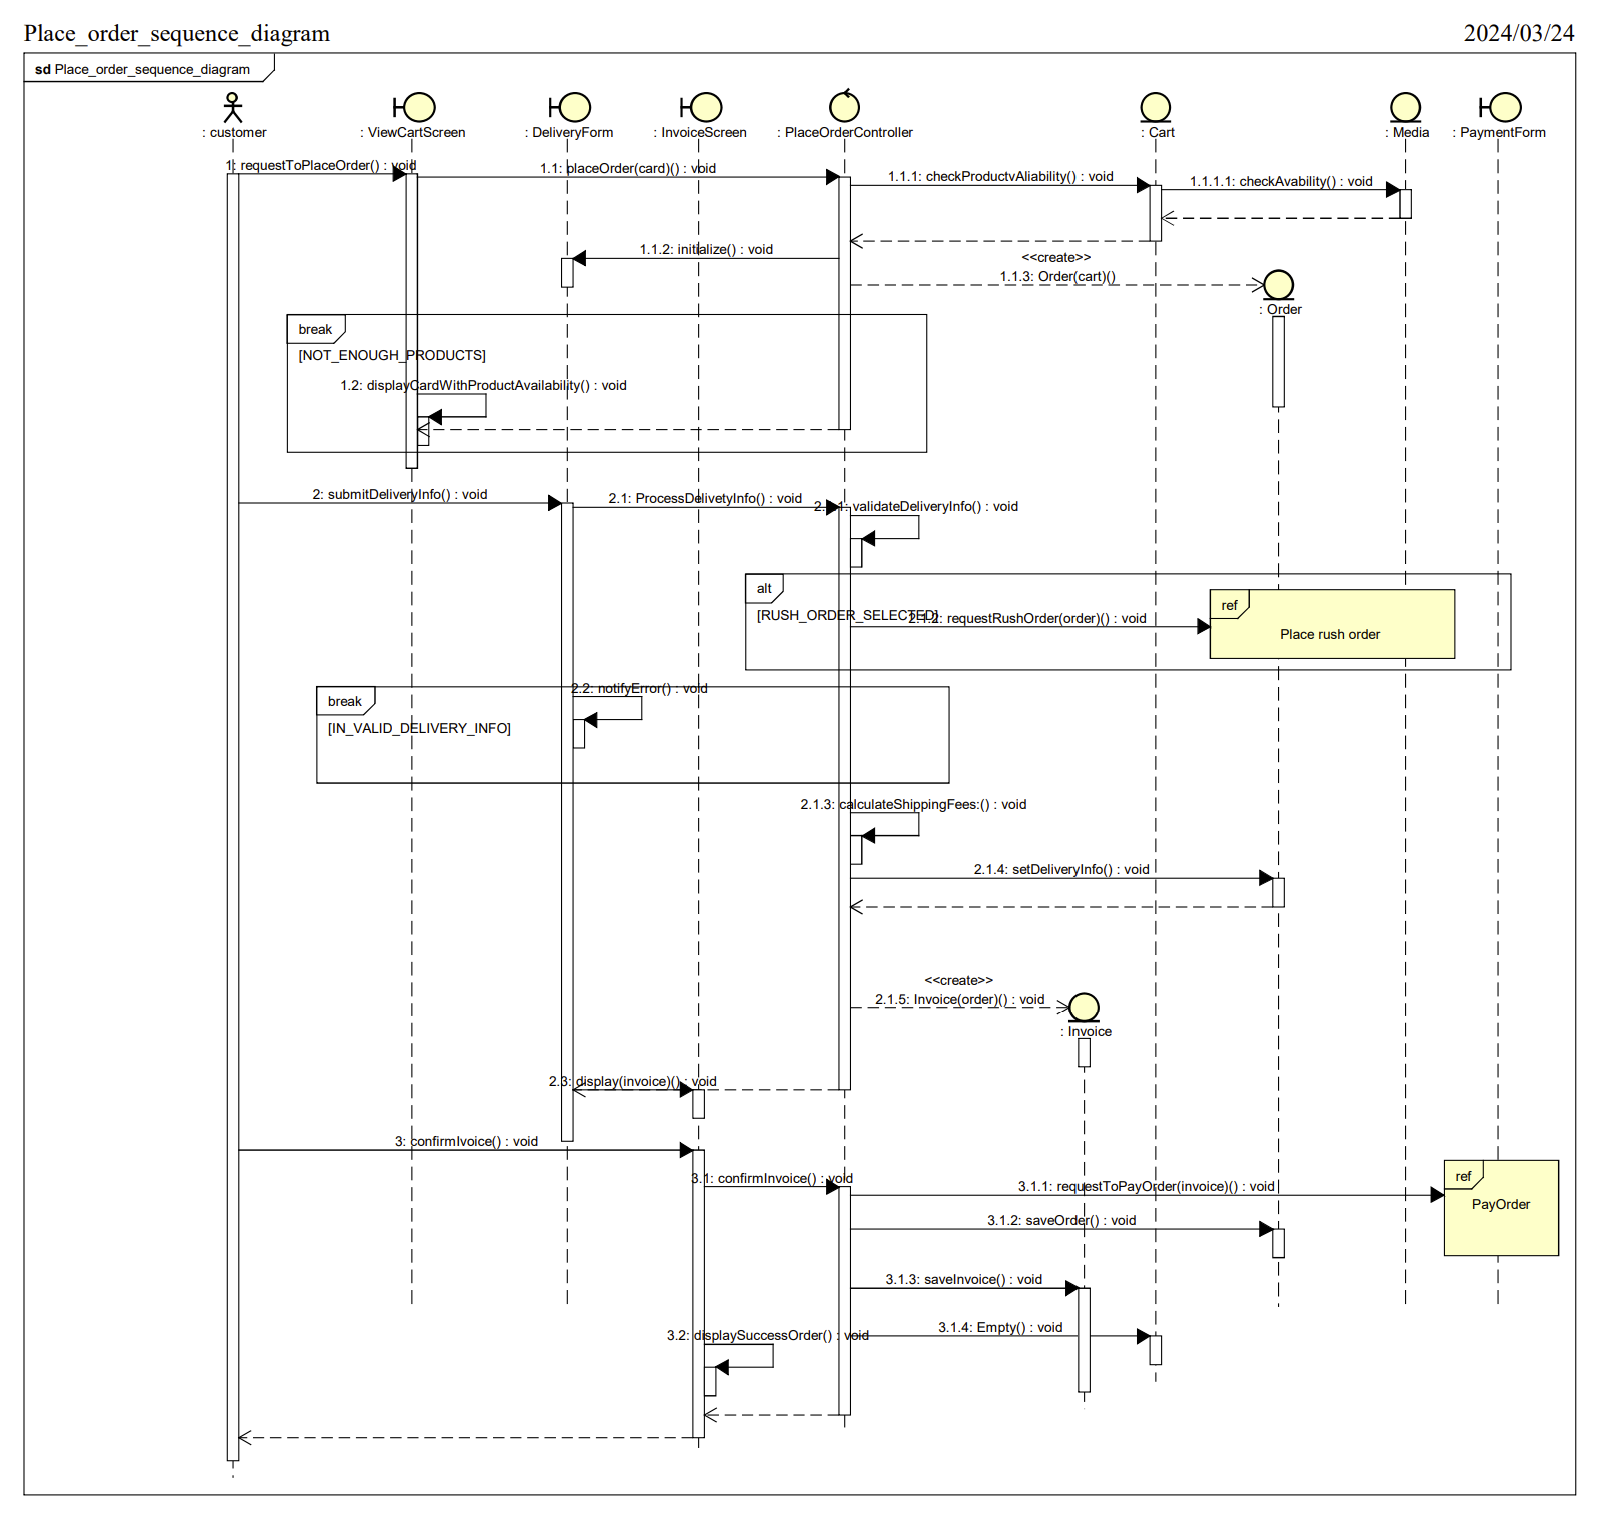 Place_order_sequence_diagram
2024/03/24
sd Place_order_sequence_diagram
: customer
: ViewCartScreen
: DeliveryForm
: InvoiceScreen
: PlaceOrderController
: Cart
: Media
: PaymentForm
1: requestToPlaceOrder() : void
1.1: placeOrder(card)() : void
1.1.1: checkProductvAliability() : void
1.1.1.1: checkAvability() : void
1.1.2: initialize() : void
<<create>>
1.1.3: Order(cart)()
: Order
break
[NOT_ENOUGH_PRODUCTS]
1.2: displayCardWithProductAvailability() : void
2: submitDeliveryInfo() : void
2.1: ProcessDelivetyInfo() : void
2.1.1: validateDeliveryInfo() : void
alt
[RUSH_ORDER_SELECTED]
2.1.2: requestRushOrder(order)() : void
ref
Place rush order
break
2.2: notifyError() : void
[IN_VALID_DELIVERY_INFO]
2.1.3: calculateShippingFees:() : void
2.1.4: setDeliveryInfo() : void
<<create>>
2.1.5: Invoice(order)() : void
: Invoice
2.3: display(invoice)() : void
3: confirmIvoice() : void
3.1: confirmInvoice() : void
3.1.1: requestToPayOrder(invoice)() : void
ref
PayOrder
3.1.2: saveOrder() : void
3.1.3: saveInvoice() : void
3.1.4: Empty() : void
3.2: displaySuccessOrder() : void